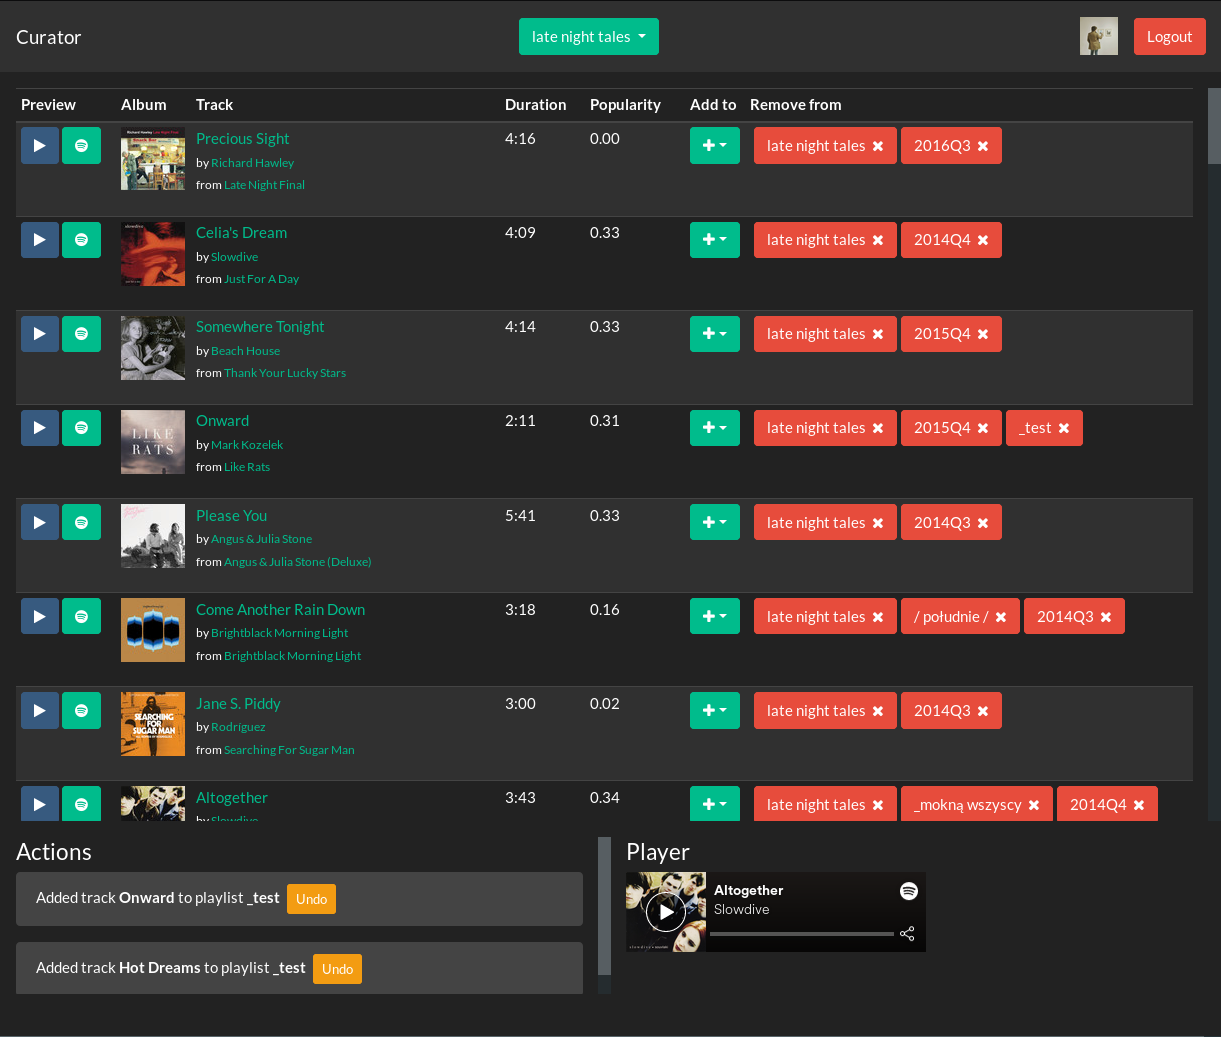 Curator
late night tales
Logout
Preview Album Track Duration Popularity Add to Remove from
Richard Hawley Late Night Final
Precious Sight 4:16 0.00 late night tales 2016Q3
by Richard Hawley
from Late Night Final
slowdive
Celia's Dream 4:09 0.33 late night tales 2014Q4
by Slowdive
from Just For A Day
Somewhere Tonight 4:14 0.33 late night tales 2015Q4
by Beach House
from Thank Your Lucky Stars
Onward 2:11 0.31 late night tales 2015Q4 _test
LIKE
RATS
by Mark Kozelek
from Like Rats
Please You 5:41 0.33 late night tales 2014Q3
by Angus & Julia Stone
from Angus & Julia Stone (Deluxe)
Come Another Rain Down 3:18 0.16 late night tales / południe / 2014Q3
by Brightblack Morning Light
from Brightblack Morning Light
Jane S. Piddy 3:00 0.02 late night tales 2014Q3
SEARCHING
FOR
SUGAR MAN
by Rodríguez
from Searching For Sugar Man
Altogether 3:43 0.34 late night tales _mokną wszyscy 2014Q4
by Slowdive
Actions
Added track Onward to playlist _test Undo
Added track Hot Dreams to playlist _test Undo
Player
Altogether
Slowdive